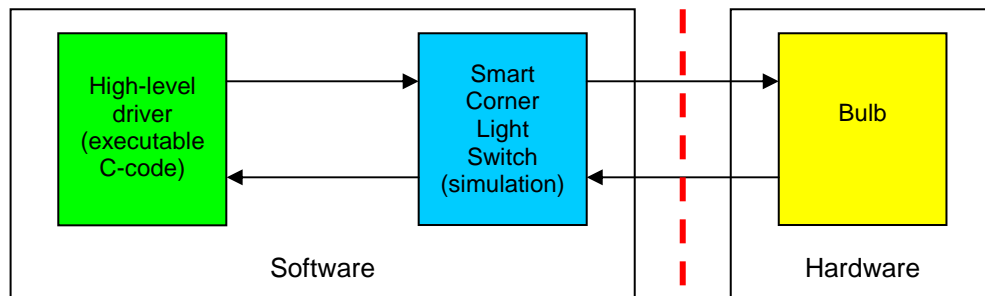 High-level
driver
(executable
C-code)
Smart
Corner
Light
Switch
(simulation)
Bulb
Software
Hardware